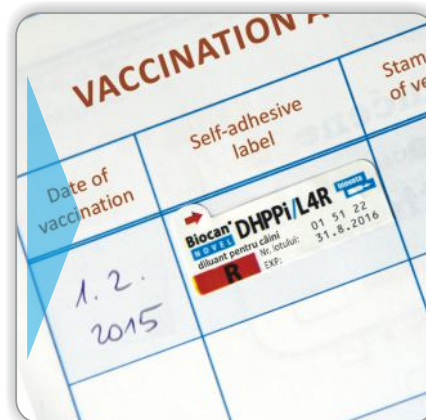 VACCINATION A
Date of
vaccination
Self-adhesive
label
Stam
of ve
1. 2.
2015
Biocan
NOVEL
DHPPi/L4R
Bioveta
diluant pentru câini
R
Nr. lotului: 01 51 22
EXP: 31.8.2016